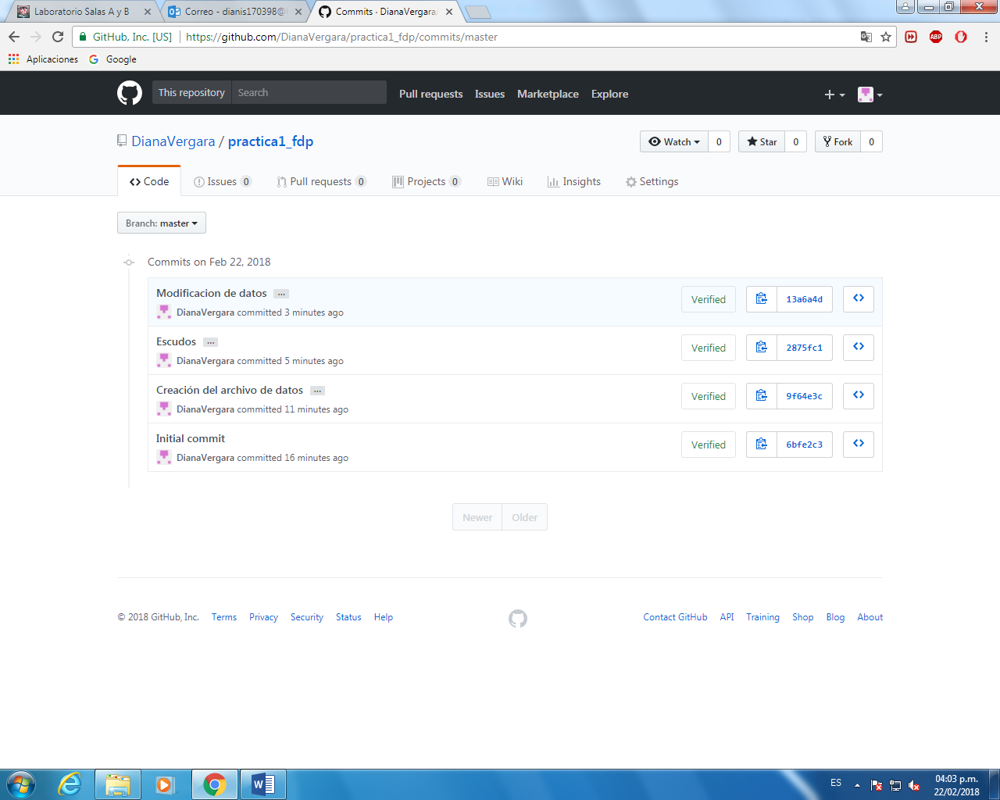 Laboratorio Salas A y B
Correo - dianis170398@
Commits · DianaVergara
GitHub, Inc. [US] https://github.com/DianaVergara/practica1_fdp/commits/master
ABP
Aplicaciones Google
This repository Search Pull requests Issues Marketplace Explore
DianaVergara / practica1_fdp Watch 0 Star 0 Fork 0
Code Issues 0 Pull requests 0 Projects 0 Wiki Insights Settings
Branch: master
Commits on Feb 22, 2018
Modificacion de datos …
DianaVergara committed 3 minutes ago
Verified 13a6a4d
Escudos …
DianaVergara committed 5 minutes ago
Verified 2875fc1
Creación del archivo de datos …
DianaVergara committed 11 minutes ago
Verified 9f64e3c
Initial commit
DianaVergara committed 16 minutes ago
Verified 6bfe2c3
Newer Older
© 2018 GitHub, Inc. Terms Privacy Security Status Help Contact GitHub API Training Shop Blog About
ES
04:03 p.m.
22/02/2018